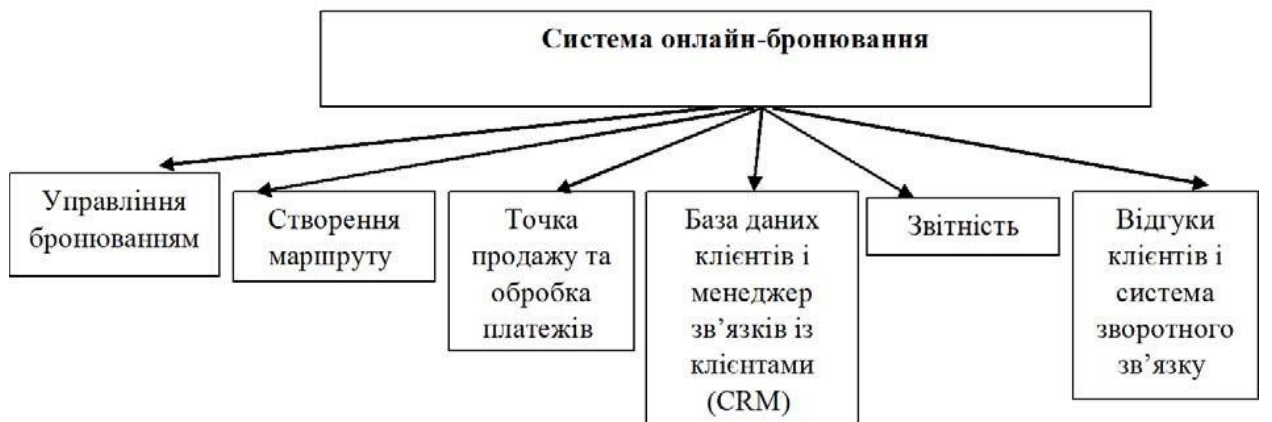 Система онлайн-бронювання
Управління
бронюванням
Створення
маршруту
Точка
продажу та
обробка
платежів
База даних
клієнтів і
менеджер
зв’язків із
клієнтами
(CRM)
Звітність
Відгуки
клієнтів і
система
зворотного
зв’язку